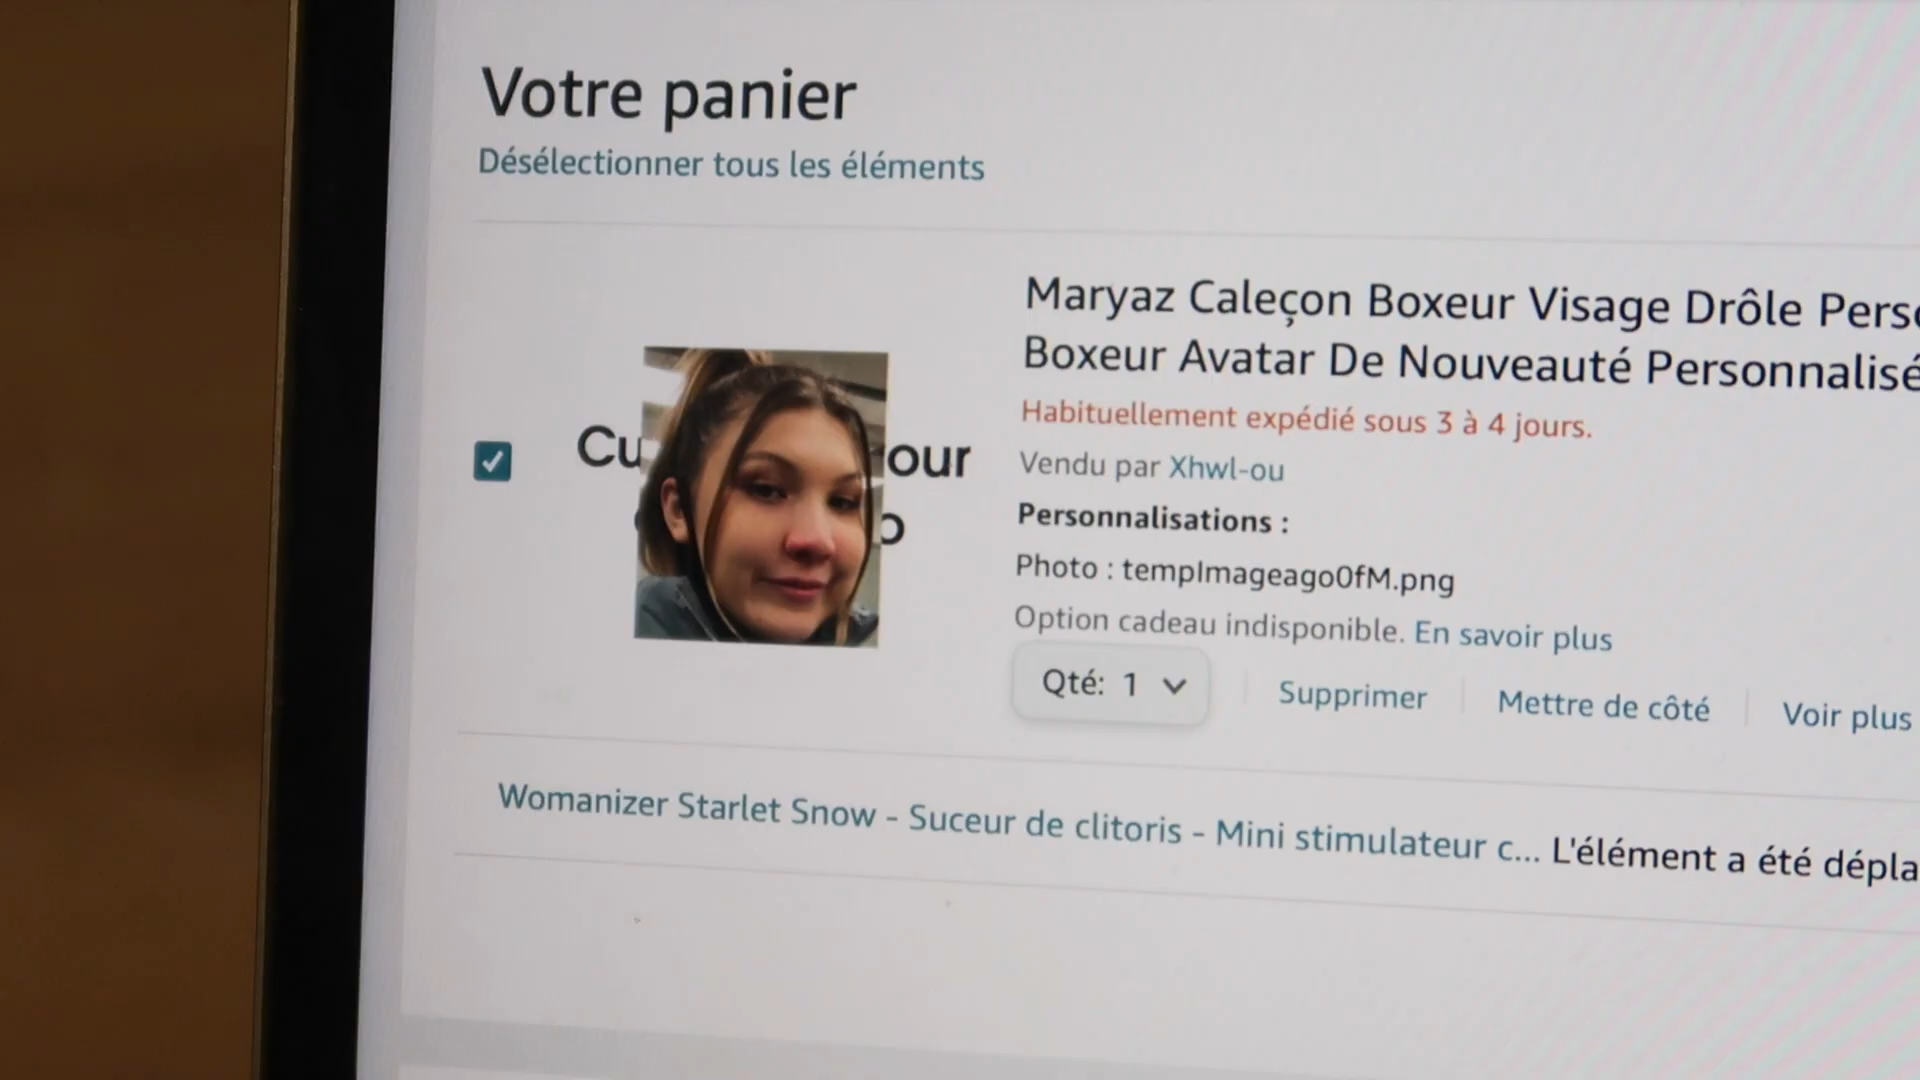 Votre panier
Désélectionner tous les éléments
Maryaz Caleçon Boxeur Visage Drôle
Boxeur Avatar De Nouveauté Personnalisé
Habituellement expédié sous 3 à 4 jours.
Cu our
Vendu par Xhwl-ou
Personnalisations :
Photo : tempImageago0fM.png
Option cadeau indisponible. En savoir plus
Qté: 1 Supprimer Mettre de côté Voir plus
Womanizer Starlet Snow - Suceur de clitoris - Mini stimulateur c... L'élément a été